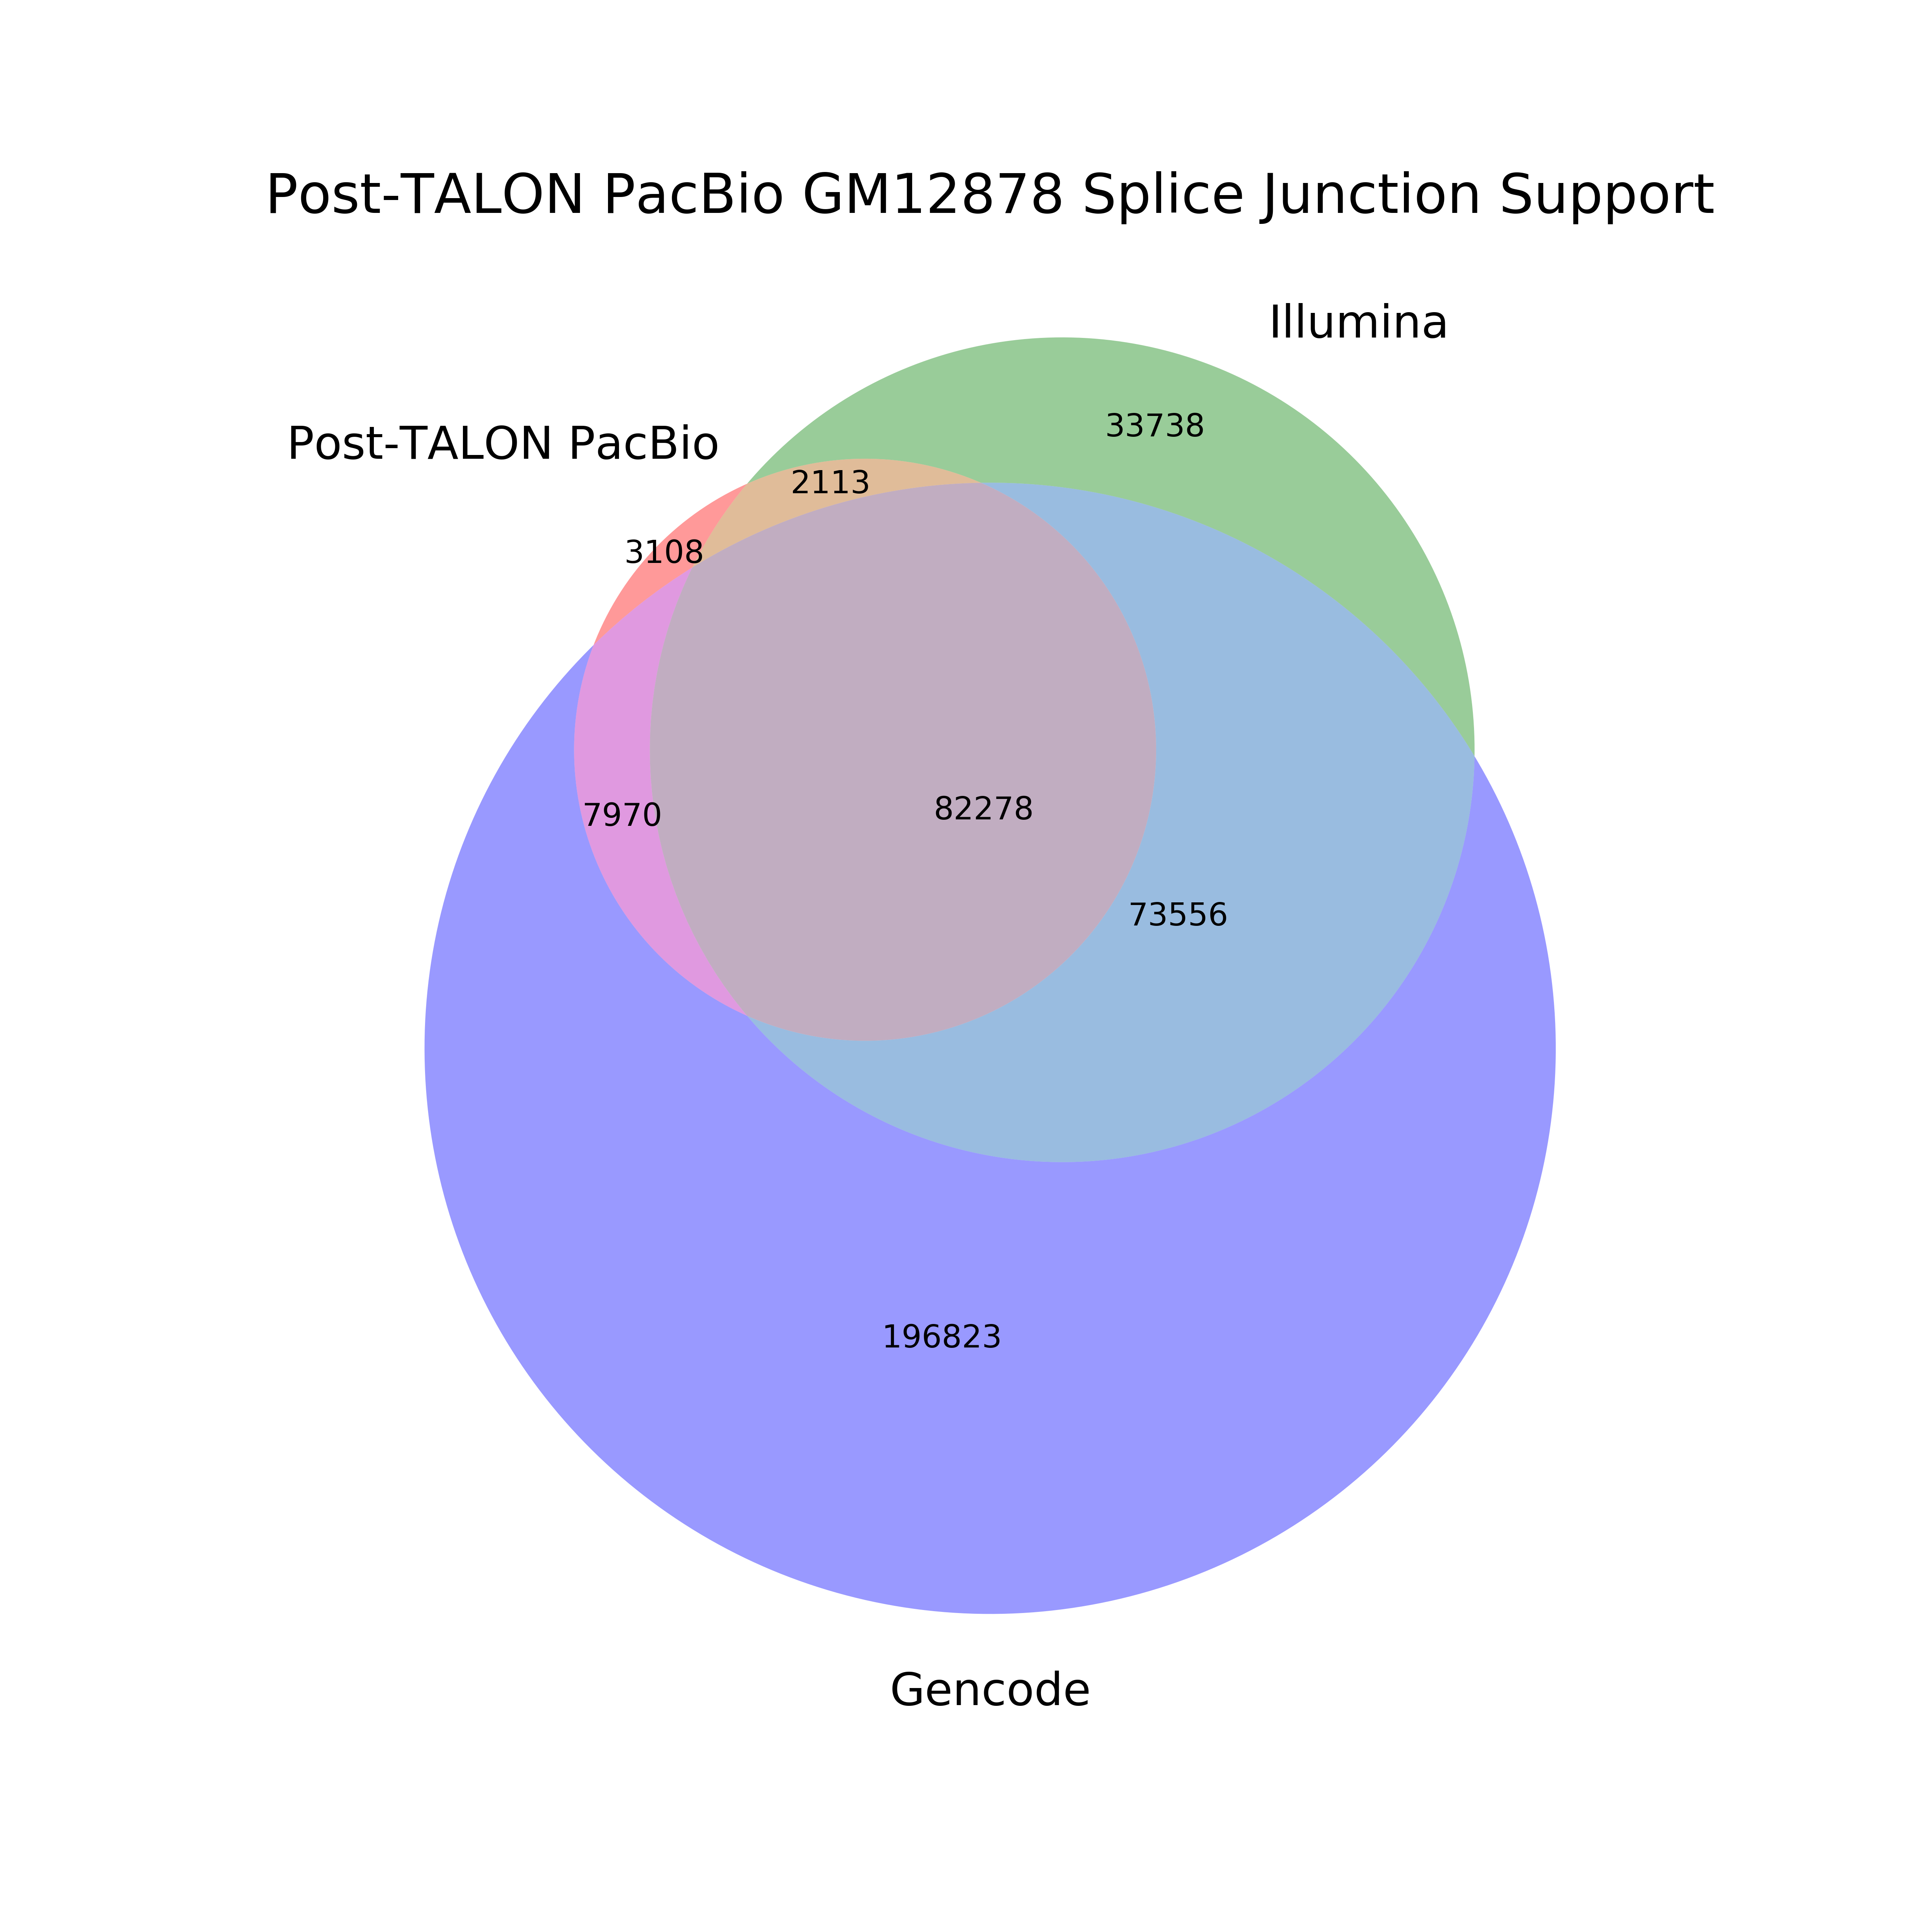 Post-TALON PacBio GM12878 Splice Junction Support
Illumina
33738
Post-TALON PacBio
2113
3108
7970
82278
73556
196823
Gencode